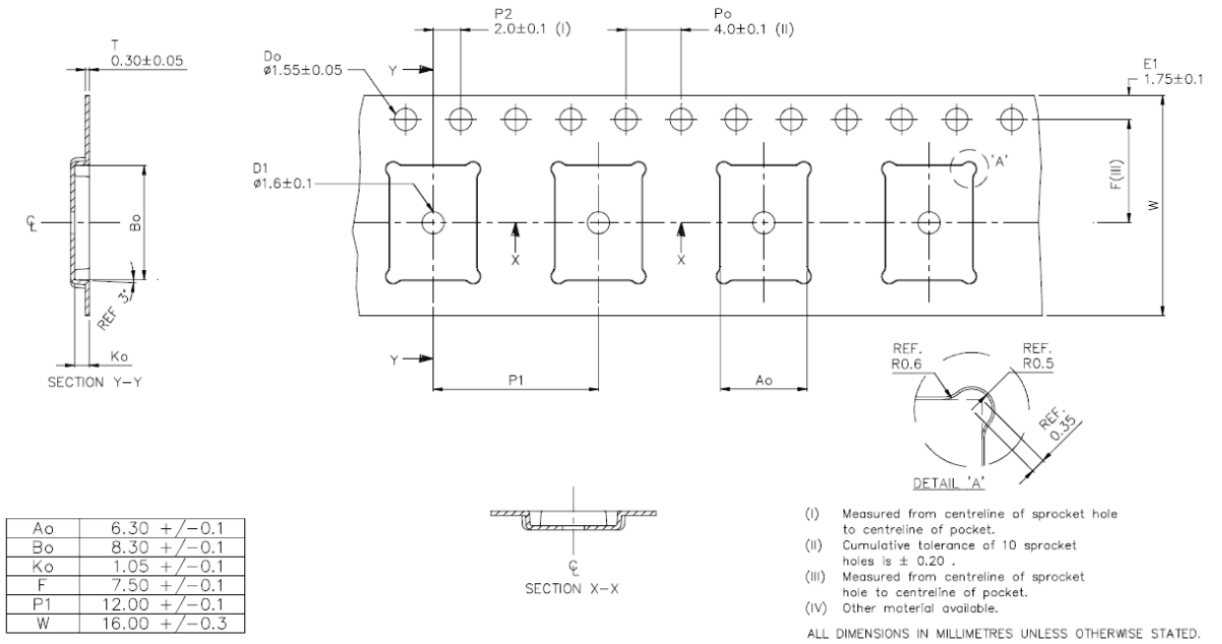 P2
2.0±0.1 (I)
Po
4.0±0.1 (II)
T
0.30±0.05
Do
ø1.55±0.05
Y
E1
1.75±0.1
D1
ø1.6±0.1
'A'
F(III)
W
℄
Bo
X
X
REF 3°
Ko
SECTION Y-Y
Y
P1
Ao
REF.
R0.6
REF.
R0.5
REF.
0.35
DETAIL 'A'
Ao 6.30 +/-0.1
Bo 8.30 +/-0.1
Ko 1.05 +/-0.1
F 7.50 +/-0.1
P1 12.00 +/-0.1
W 16.00 +/-0.3
℄
SECTION X-X
(I) Measured from centreline of sprocket hole
to centreline of pocket.
(II) Cumulative tolerance of 10 sprocket
holes is ± 0.20 .
(III) Measured from centreline of sprocket
hole to centreline of pocket.
(IV) Other material available.
ALL DIMENSIONS IN MILLIMETRES UNLESS OTHERWISE STATED.